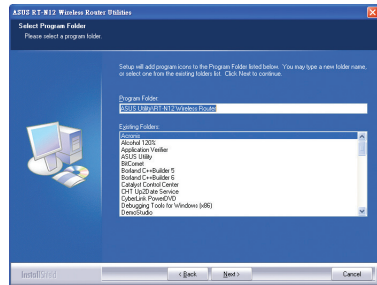 ASUS RT-N12 Wireless Router Utilities
Select Program Folder
Please select a program folder.
Setup will add program icons to the Program Folder listed below. You may type a new folder name,
or select one from the existing folders list. Click Next to continue.
Program Folder:
ASUS Utility\RT-N12 Wireless Router
Existing Folders:
Acronis
Alcohol 120%
Application Verifier
ASUS Utility
BitComet
Borland C++Builder 5
Borland C++Builder 6
Catalyst Control Center
CHT Up2Date Service
CyberLink PowerDVD
Debugging Tools for Windows (x86)
DemoStudio
InstallShield
< Back
Next >
Cancel